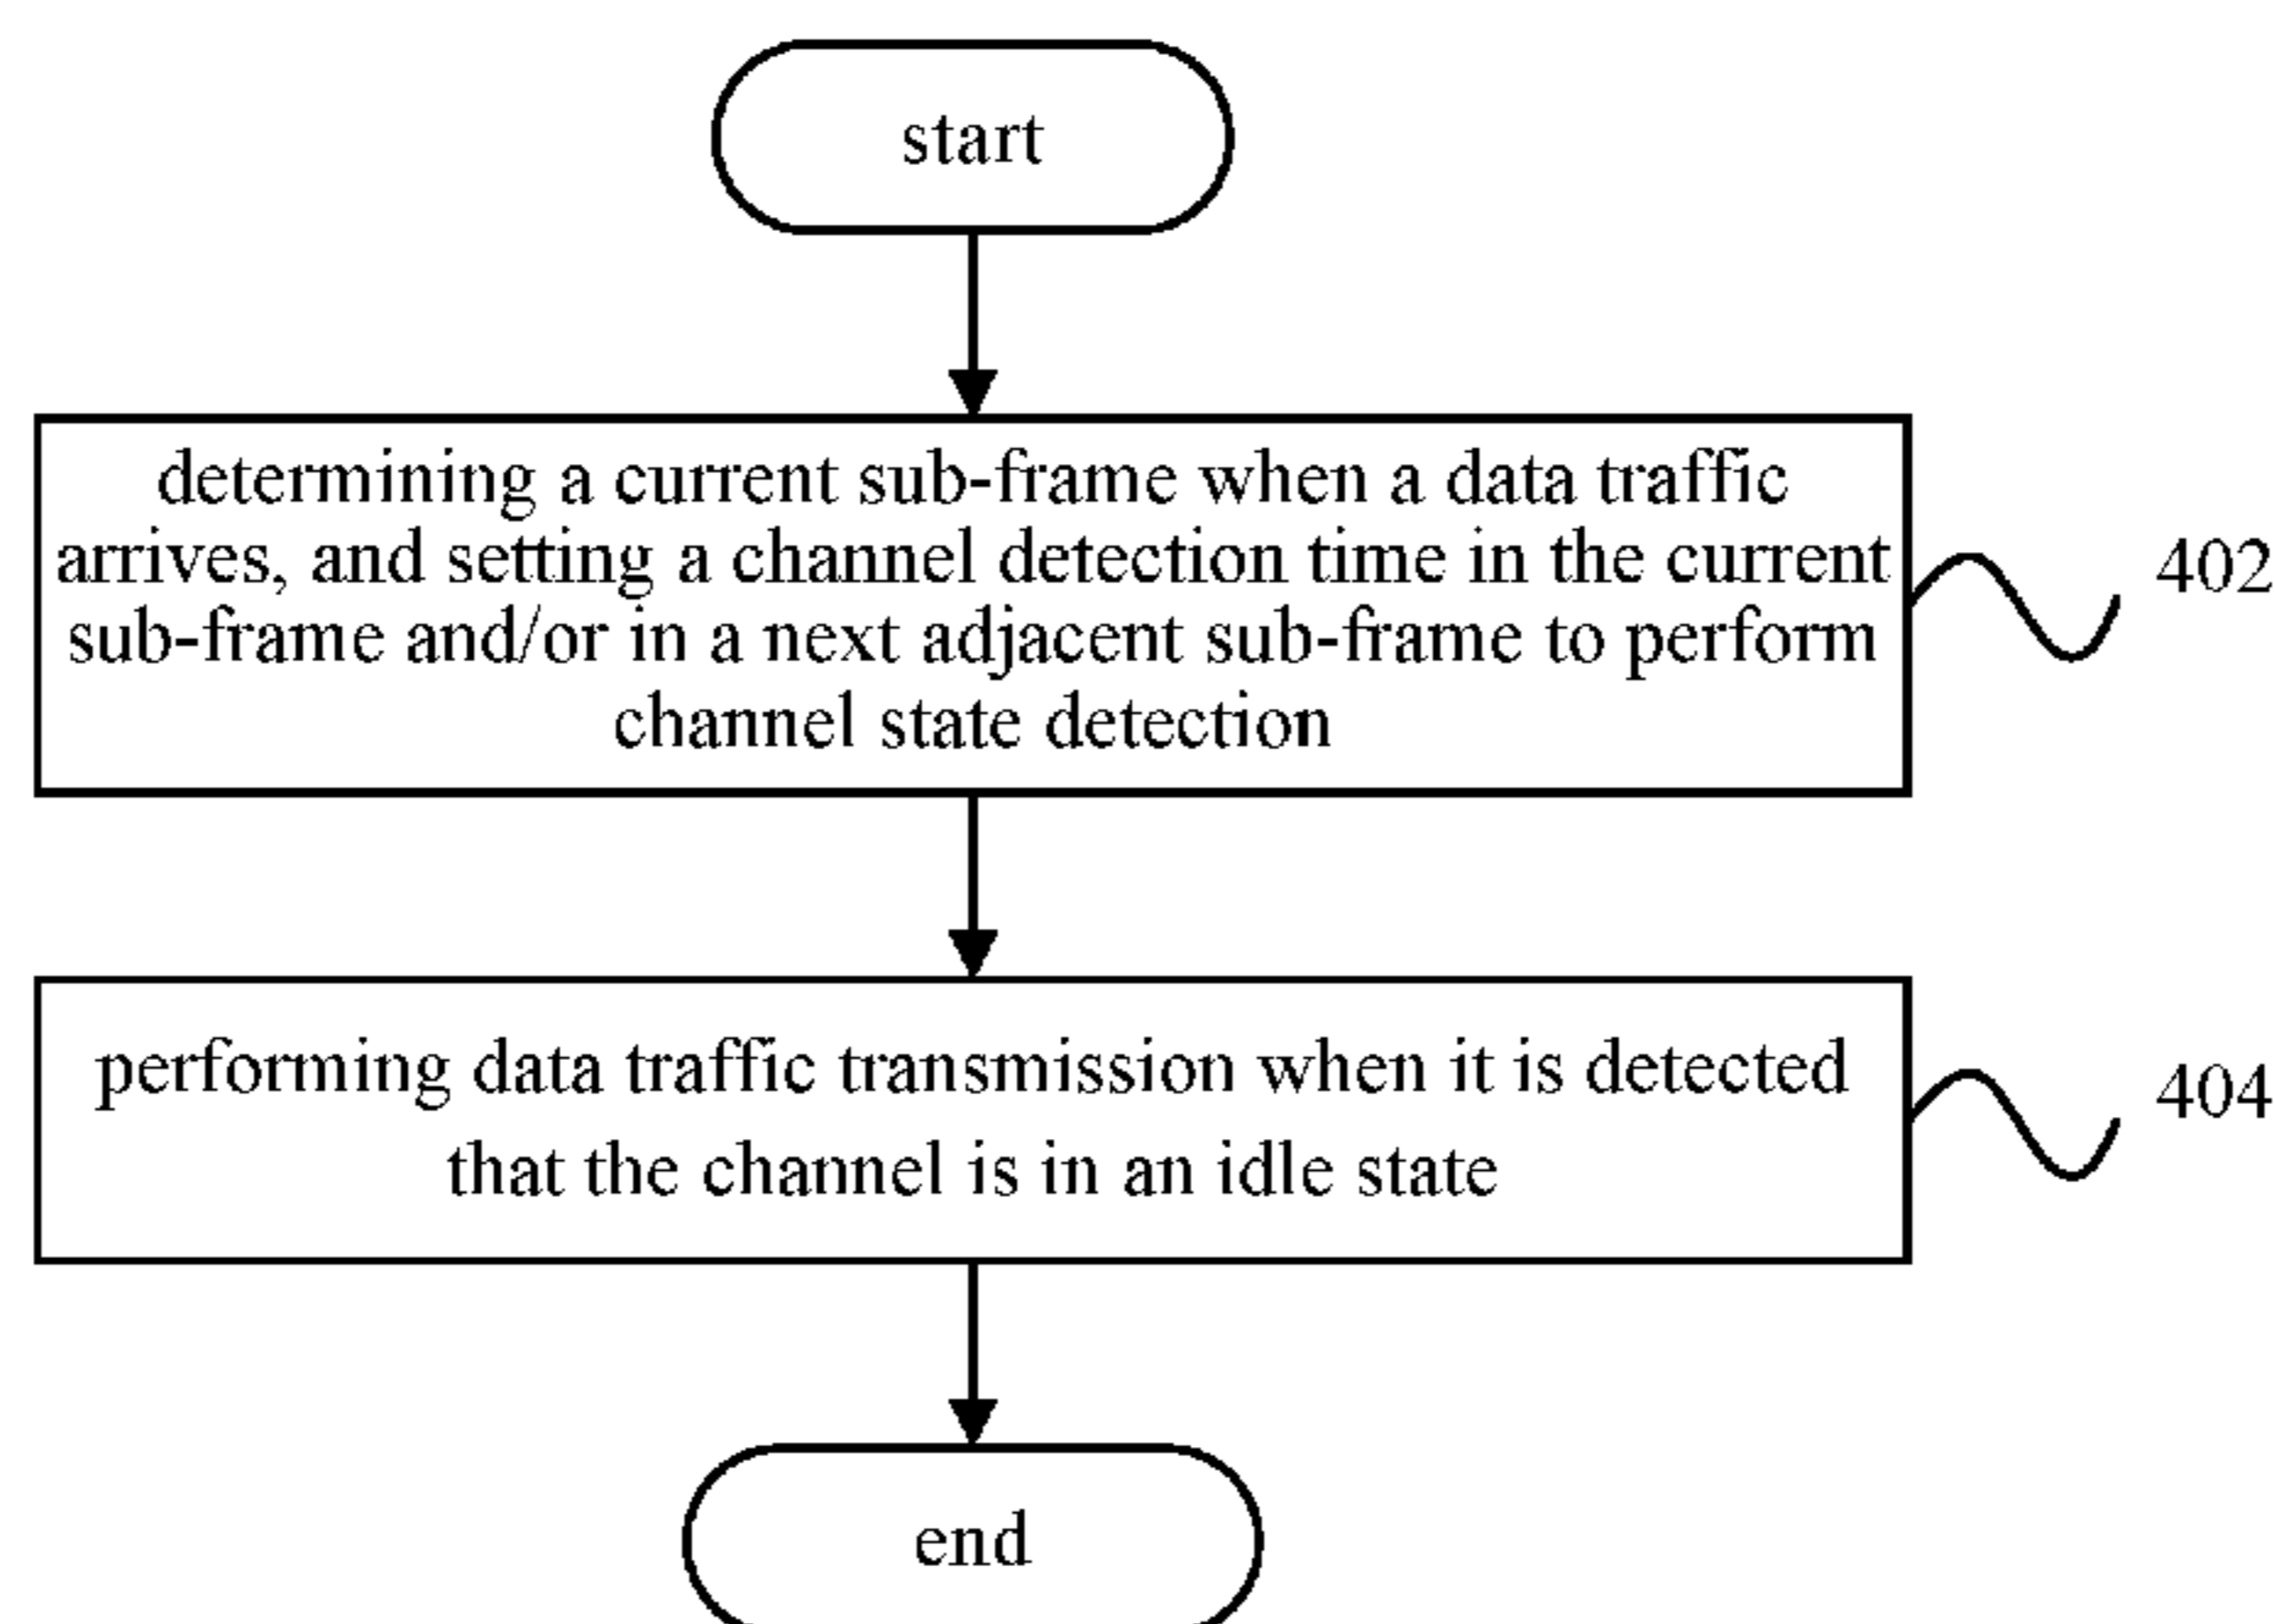 start
determining a current sub-frame when a data traffic
arrives, and setting a channel detection time in the current
sub-frame and/or in a next adjacent sub-frame to perform
channel state detection
402
performing data traffic transmission when it is detected
that the channel is in an idle state
404
end